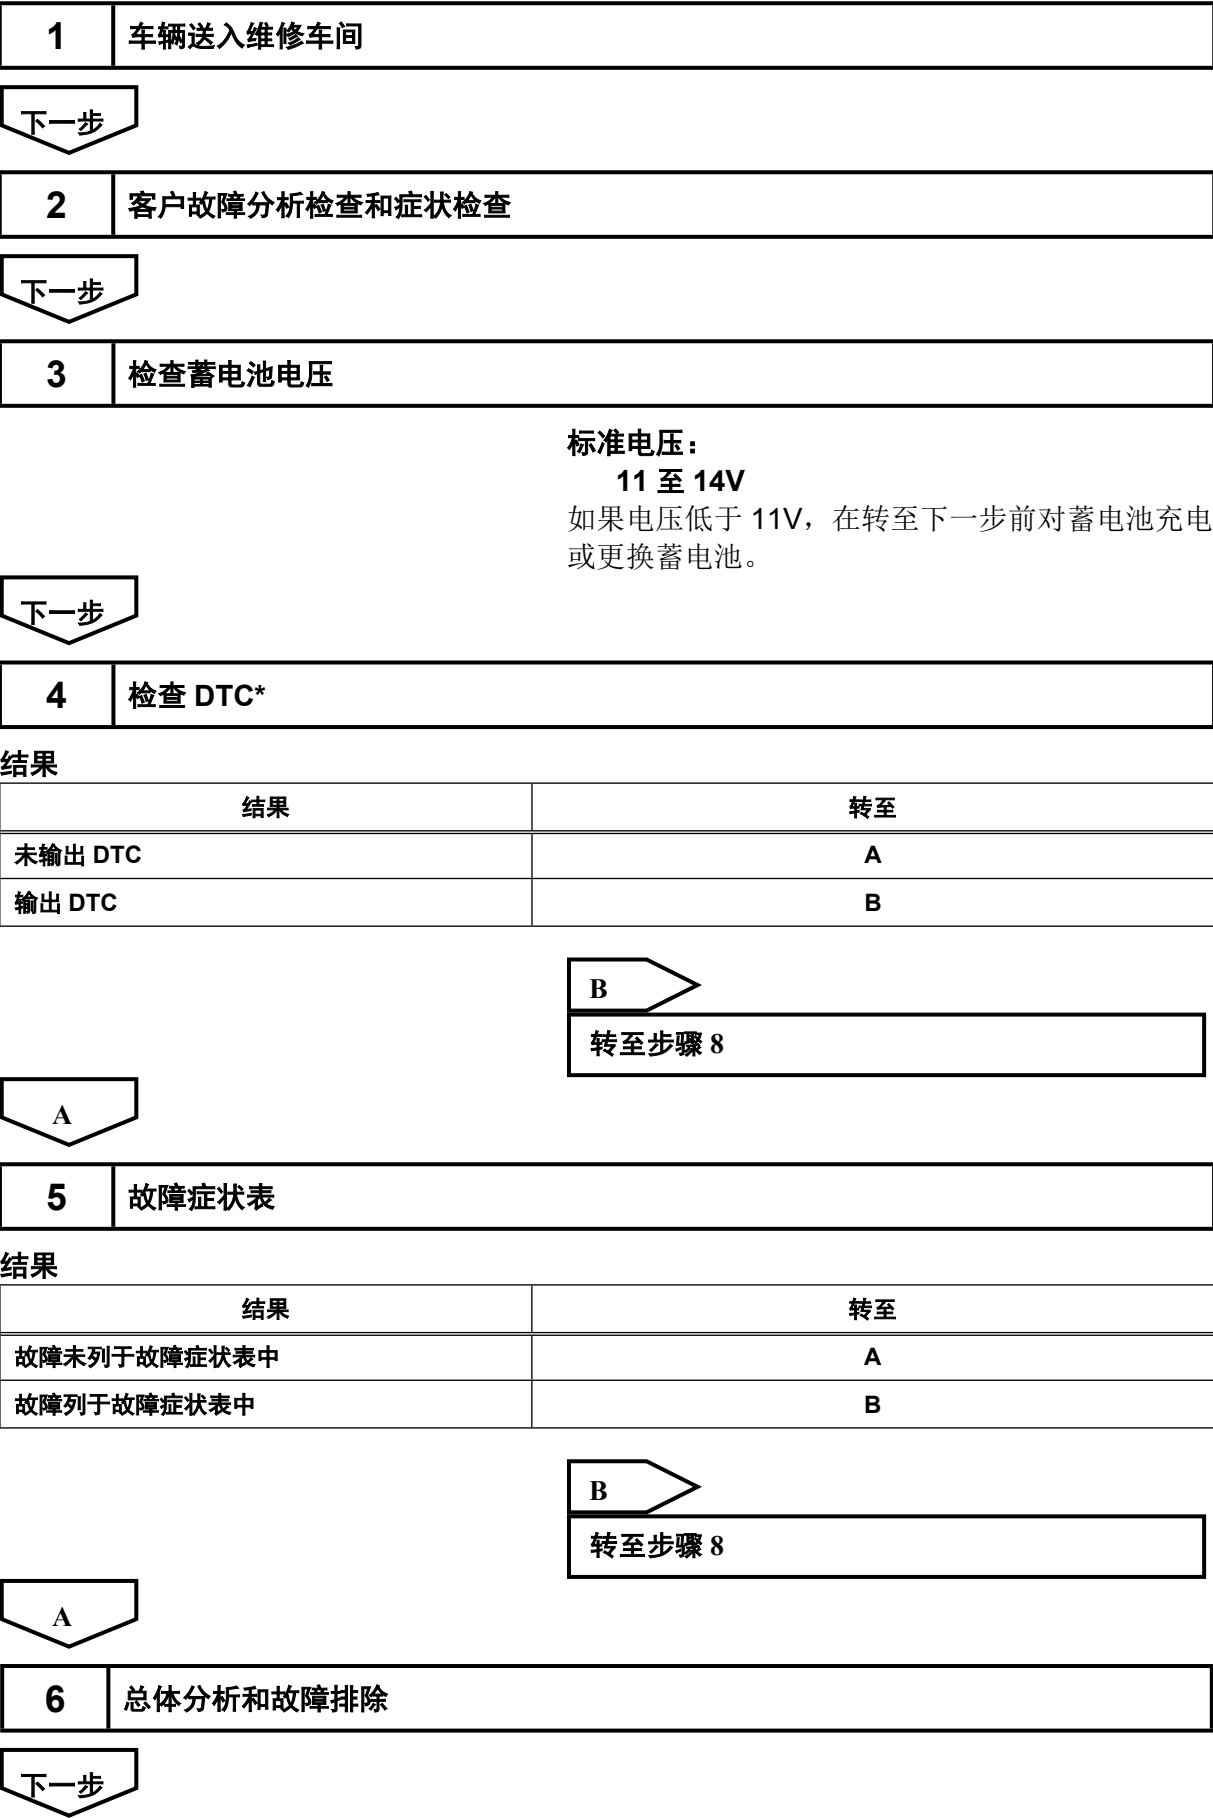 1 车辆送入维修车间
下一步
2 客户故障分析检查和症状检查
下一步
3 检查蓄电池电压
标准电压：
11 至 14V
如果电压低于 11V，在转至下一步前对蓄电池充电
或更换蓄电池。
下一步
4 检查 DTC*
结果
结果 转至
未输出 DTC A
输出 DTC B
B
转至步骤 8
A
5 故障症状表
结果
结果 转至
故障未列于故障症状表中 A
故障列于故障症状表中 B
B
转至步骤 8
A
6 总体分析和故障排除
下一步